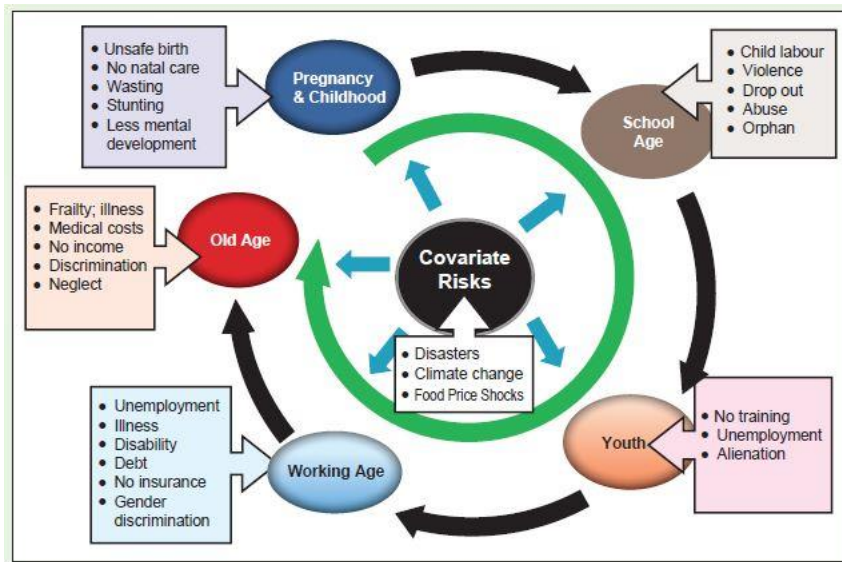 • Unsafe birth
• No natal care
• Wasting
• Stunting
• Less mental
development
Pregnancy
& Childhood
• Child labour
• Violence
• Drop out
• Abuse
• Orphan
School
Age
• Frailty; illness
• Medical costs
• No income
• Discrimination
• Neglect
Old Age
Covariate
Risks
• Disasters
• Climate change
• Food Price Shocks
• Unemployment
• Illness
• Disability
• Debt
• No insurance
• Gender
discrimination
Working Age
Youth
• No training
• Unemployment
• Alienation